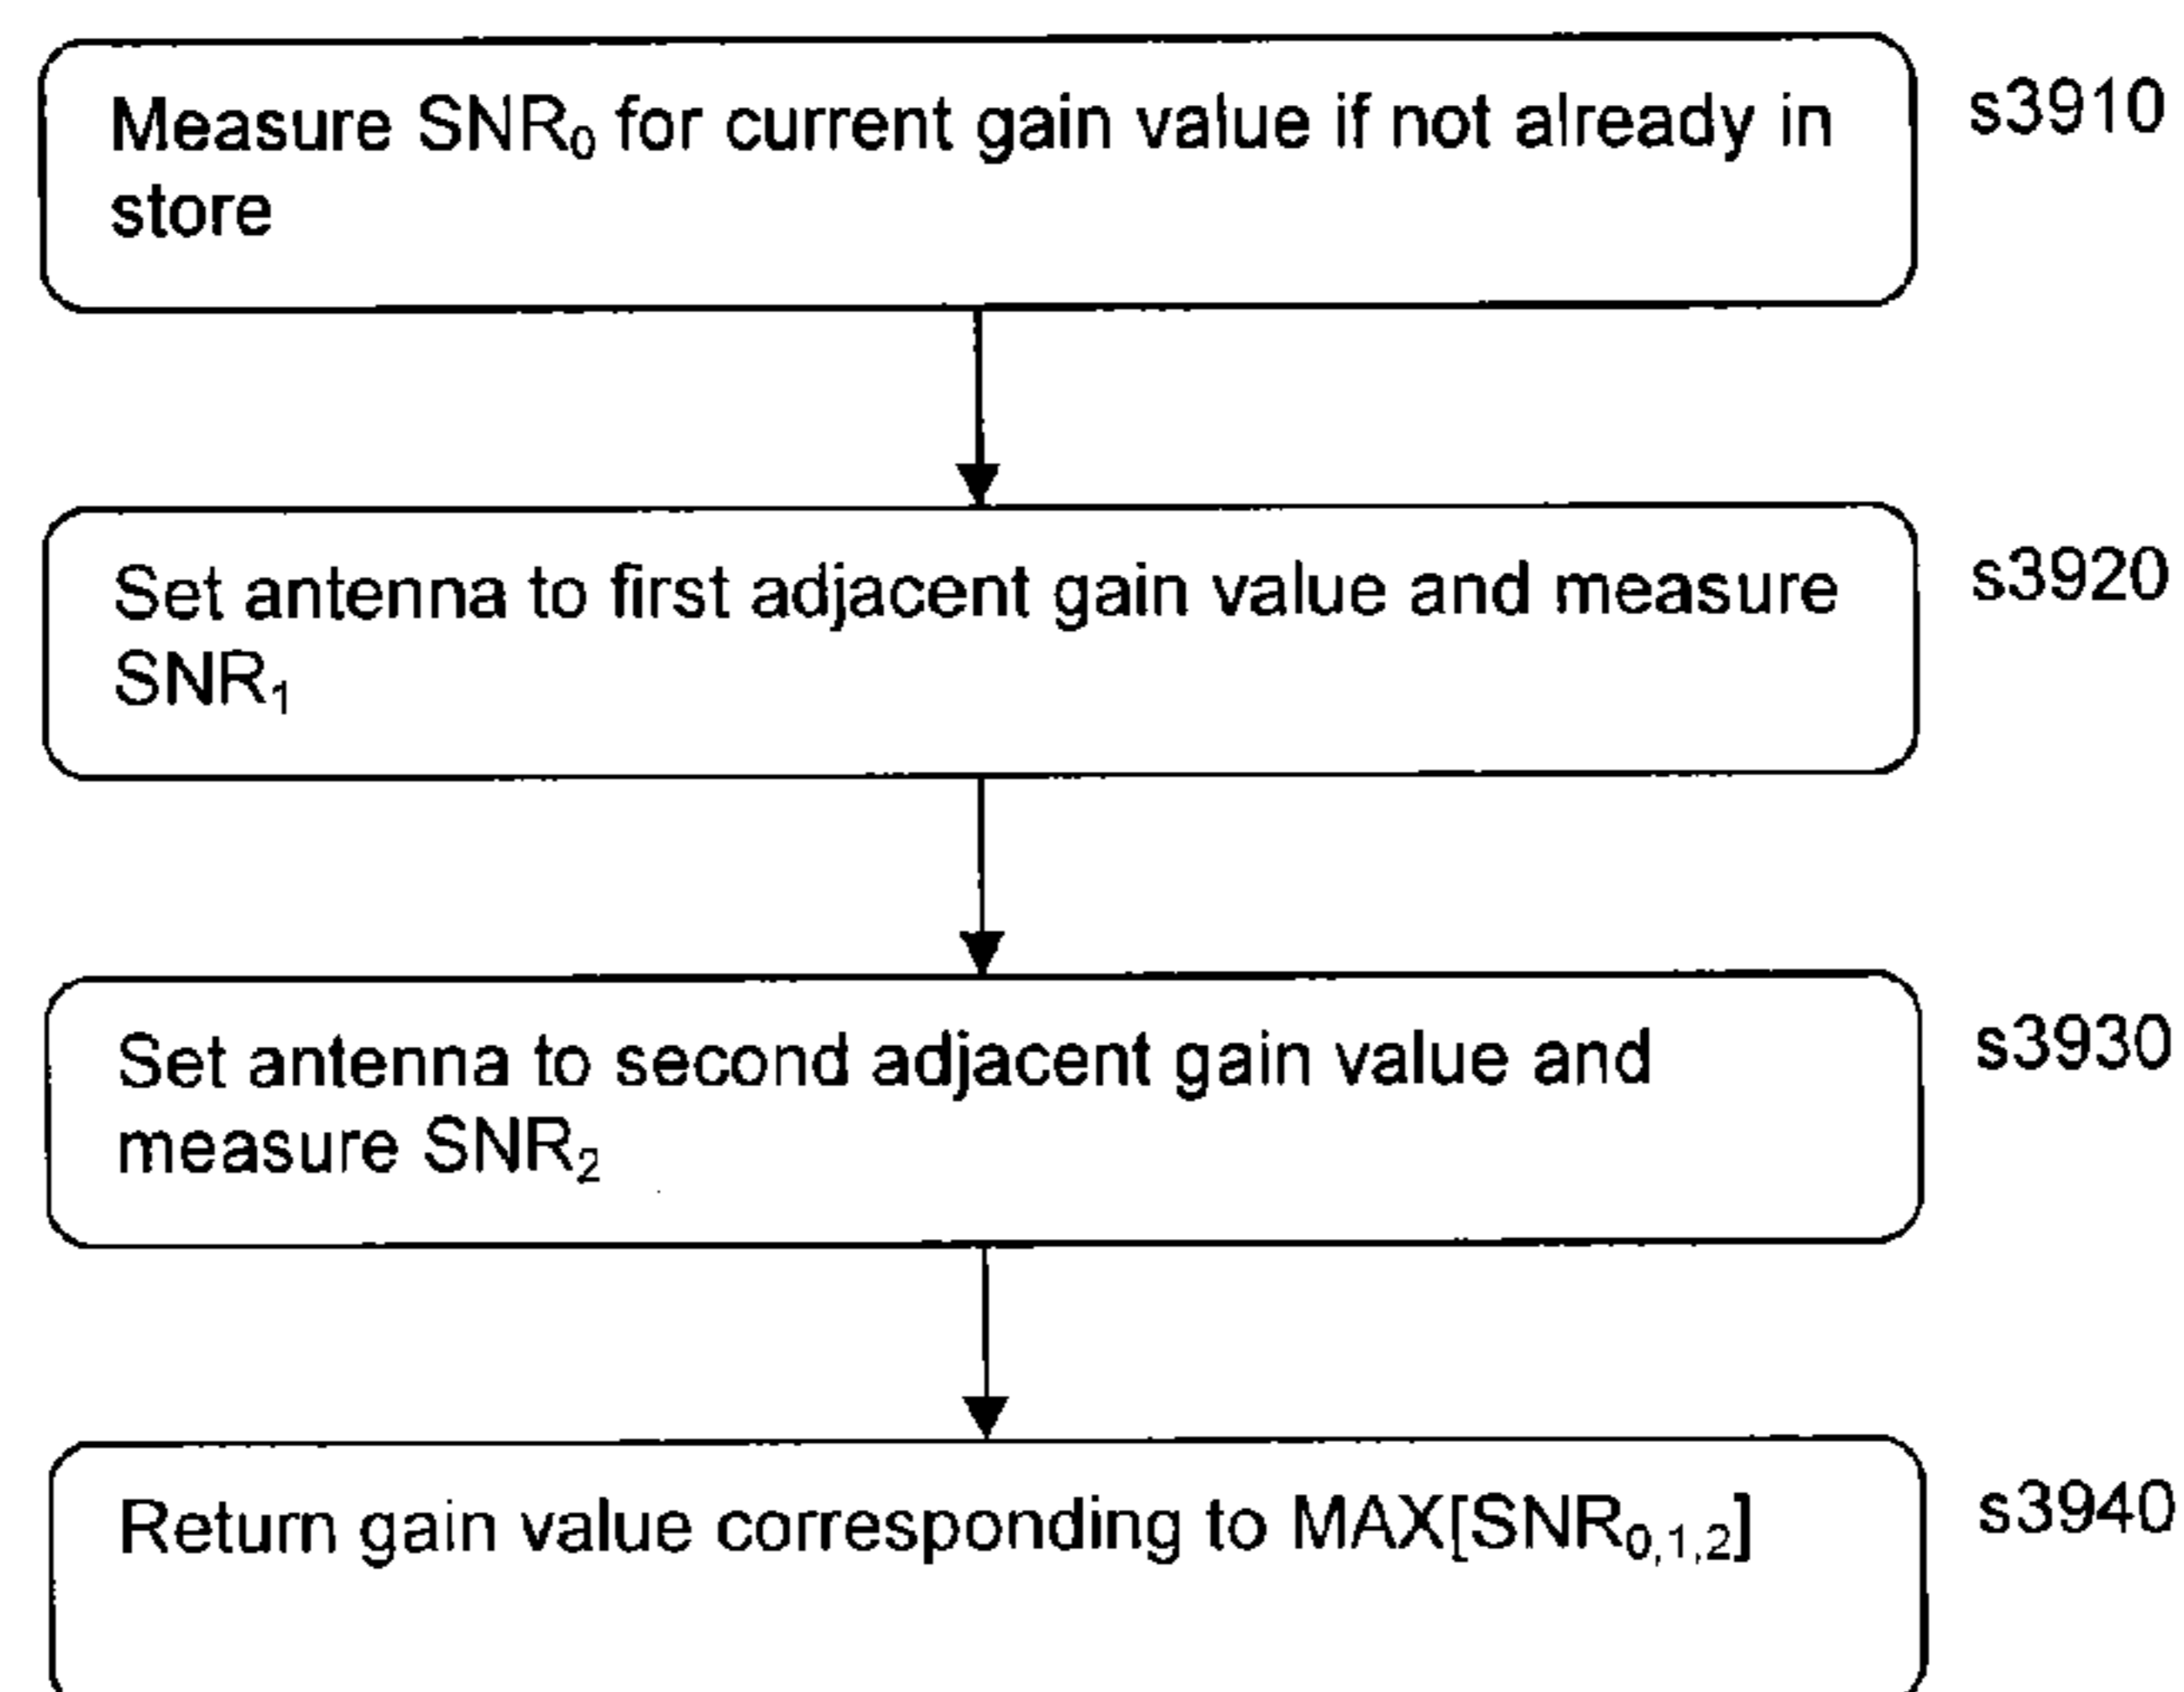 Measure SNR₀ for current gain value if not already in
store
s3910
Set antenna to first adjacent gain value and measure
SNR₁
s3920
Set antenna to second adjacent gain value and
measure SNR₂
s3930
Return gain value corresponding to MAX[SNR₀,₁,₂]
s3940